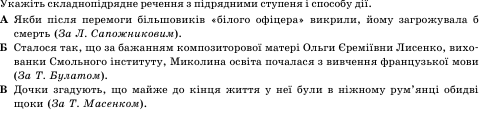 Укажіть складнопідрядне речення з підрядними ступеня і способу дії.
А Якби після перемоги більшовиків «білого офіцера» викрили, йому загрожувала б
смерть (За Л. Сапожниковим).
Б Сталося так, що за бажанням композиторової матері Ольги Єреміївни Лисенко, вихо-
ванки Смольного інституту, Миколина освіта почалася з вивчення французької мови
(За Т. Булатом).
В Дочки згадують, що майже до кінця життя у неї були в ніжному рум’янці обидві
щоки (За Т. Масенком).